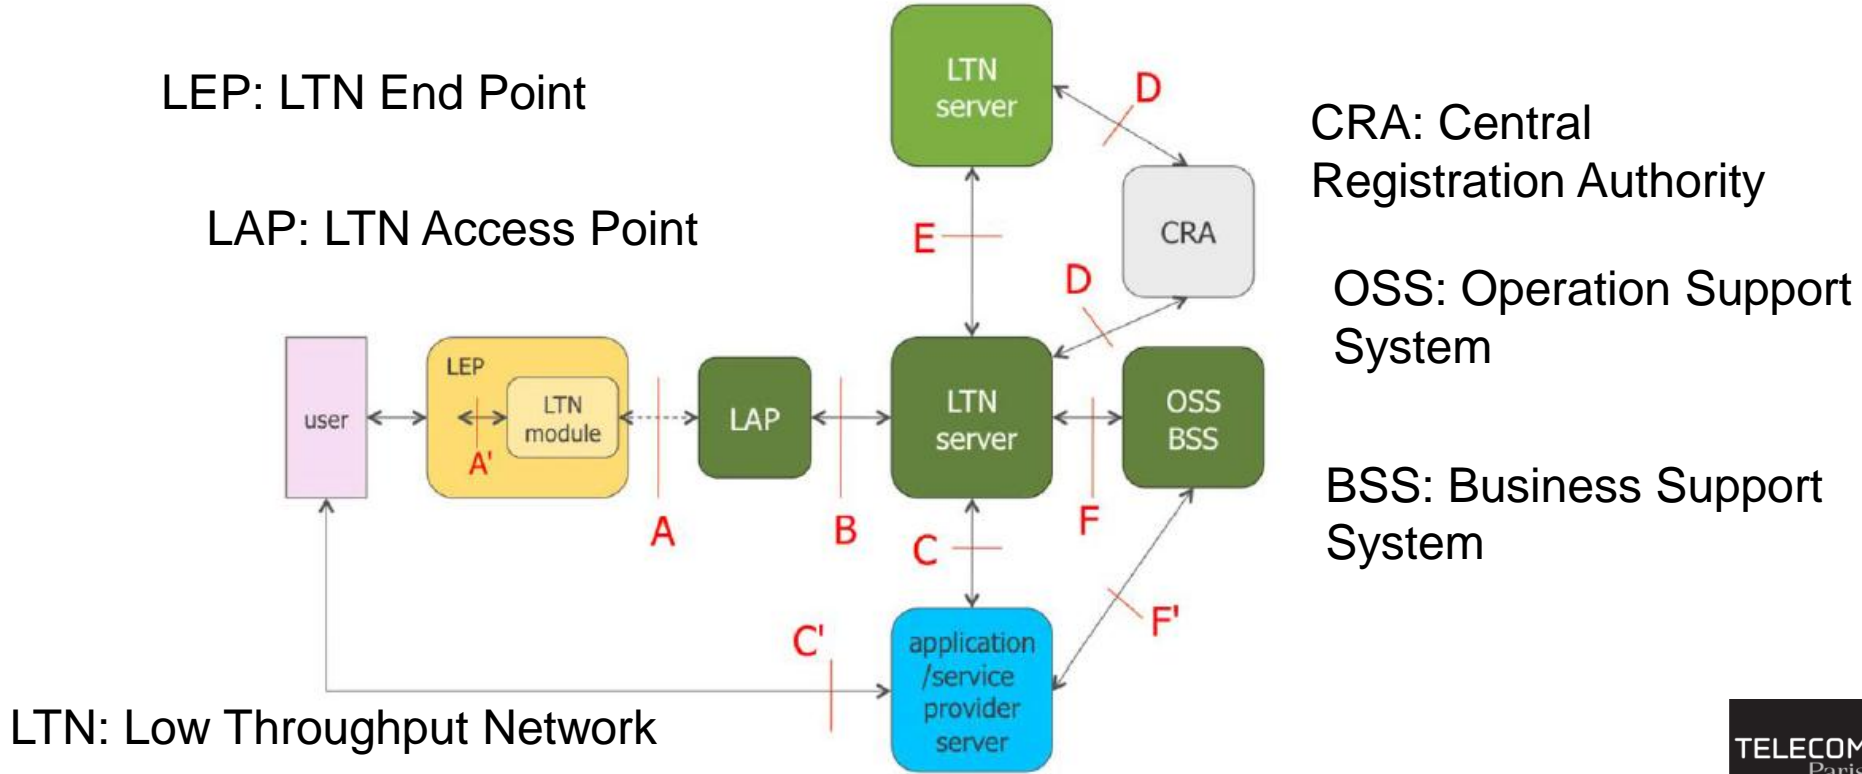 LTN
server
D
LEP: LTN End Point
CRA: Central
Registration Authority
LAP: LTN Access Point
E
CRA
D
OSS: Operation Support
System
user
LEP
LTN
module
A'
LAP
LTN
server
OSS
BSS
A
B
C
F
BSS: Business Support
System
C'
application
/service
provider
server
F'
LTN: Low Throughput Network
TELECOM
Paris